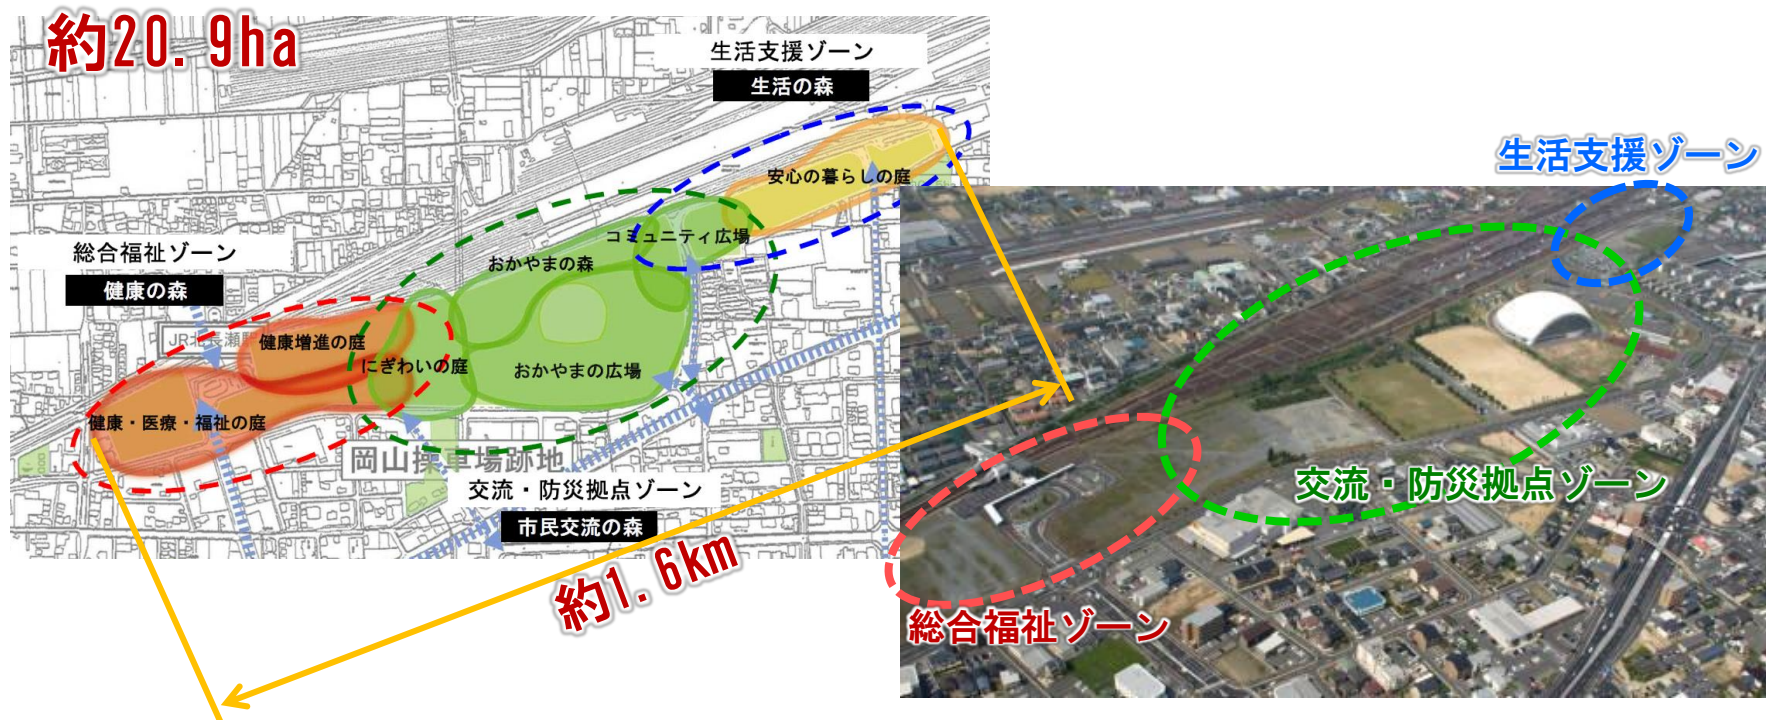 約20.9ha
生活支援ゾーン
生活の森
安心の暮らしの庭
コミュニティ広場
おかやまの森
総合福祉ゾーン
健康の森
JR北長瀬駅
健康増進の庭
にぎわいの庭
おかやまの広場
健康・医療・福祉の庭
岡山操車場跡地
交流・防災拠点ゾーン
市民交流の森
約1.6km
生活支援ゾーン
交流・防災拠点ゾーン
総合福祉ゾーン